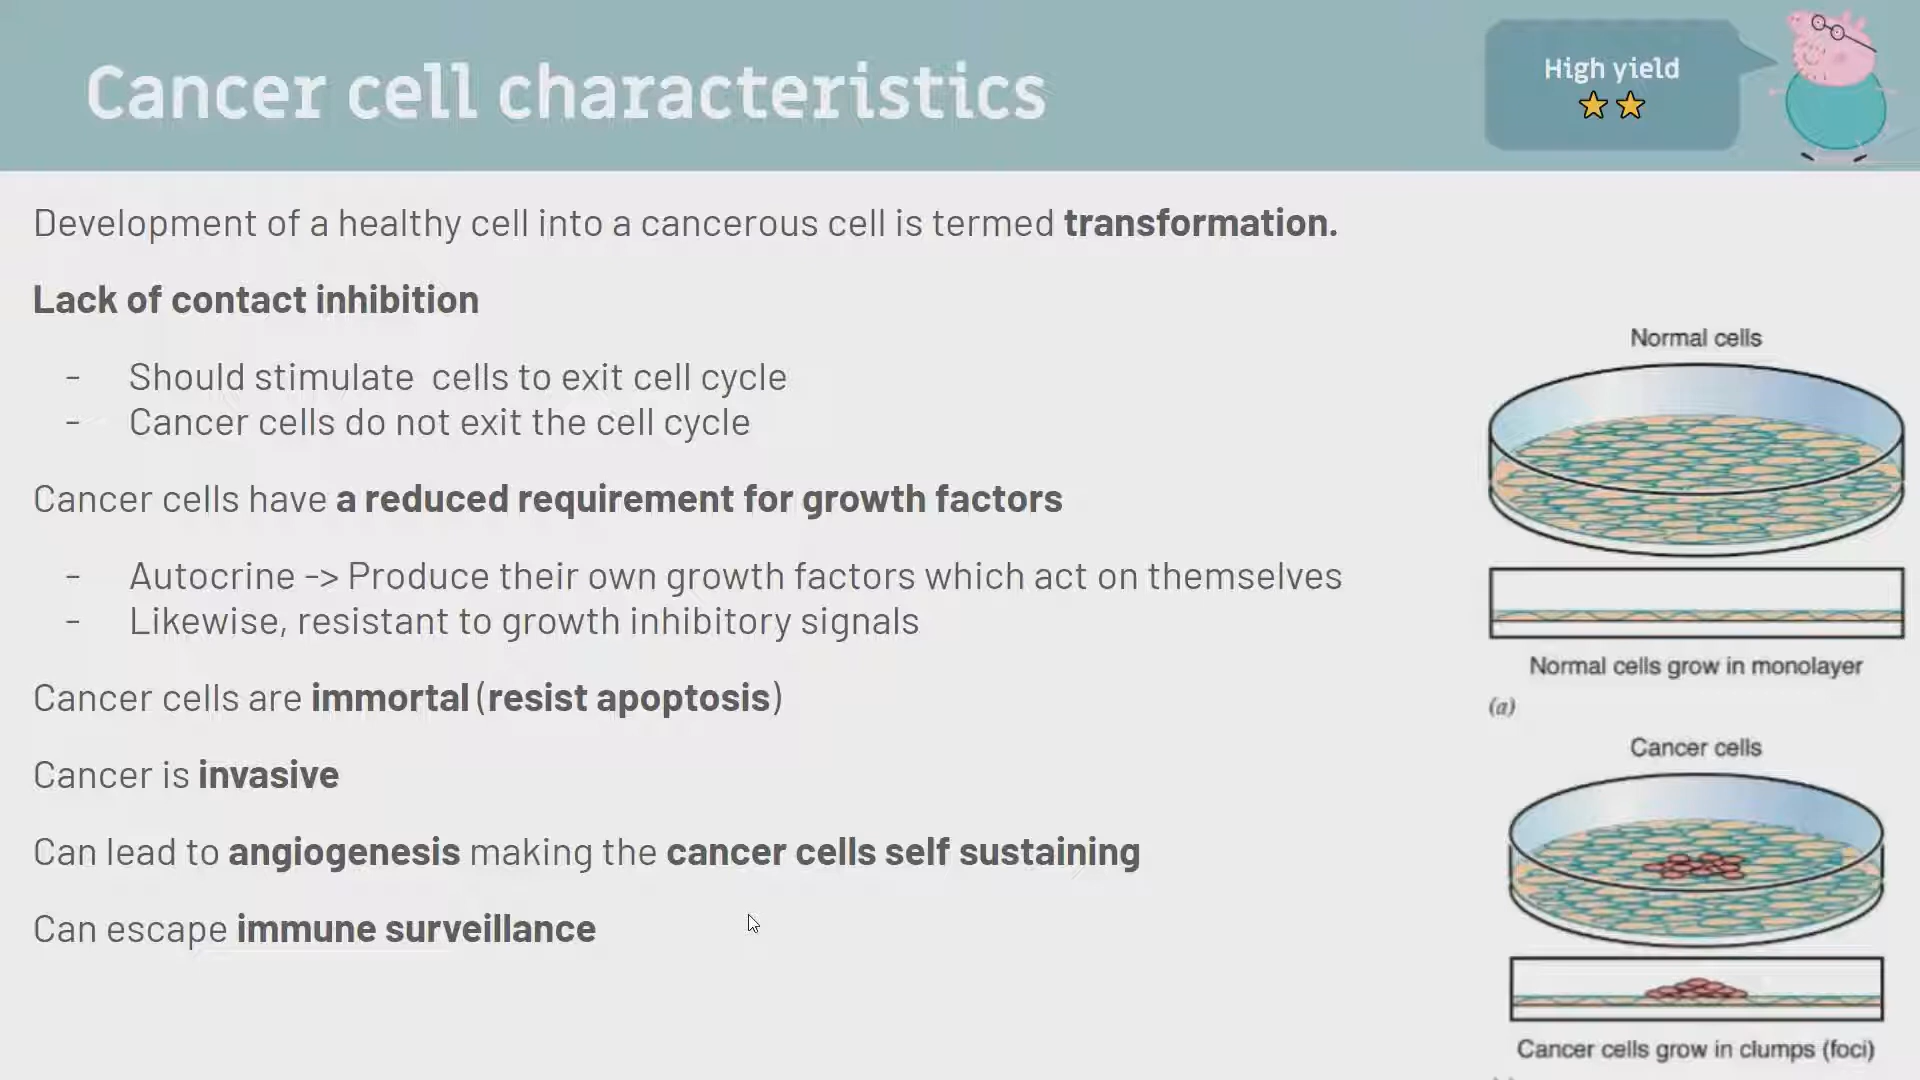 Cancer cell characteristics
High yield
Development of a healthy cell into a cancerous cell is termed transformation.
Lack of contact inhibition
- Should stimulate cells to exit cell cycle
- Cancer cells do not exit the cell cycle
Cancer cells have a reduced requirement for growth factors
- Autocrine -> Produce their own growth factors which act on themselves
- Likewise, resistant to growth inhibitory signals
Cancer cells are immortal (resist apoptosis)
Cancer is invasive
Can lead to angiogenesis making the cancer cells self sustaining
Can escape immune surveillance
Normal cells
Normal cells grow in monolayer
(a)
Cancer cells
Cancer cells grow in clumps (foci)